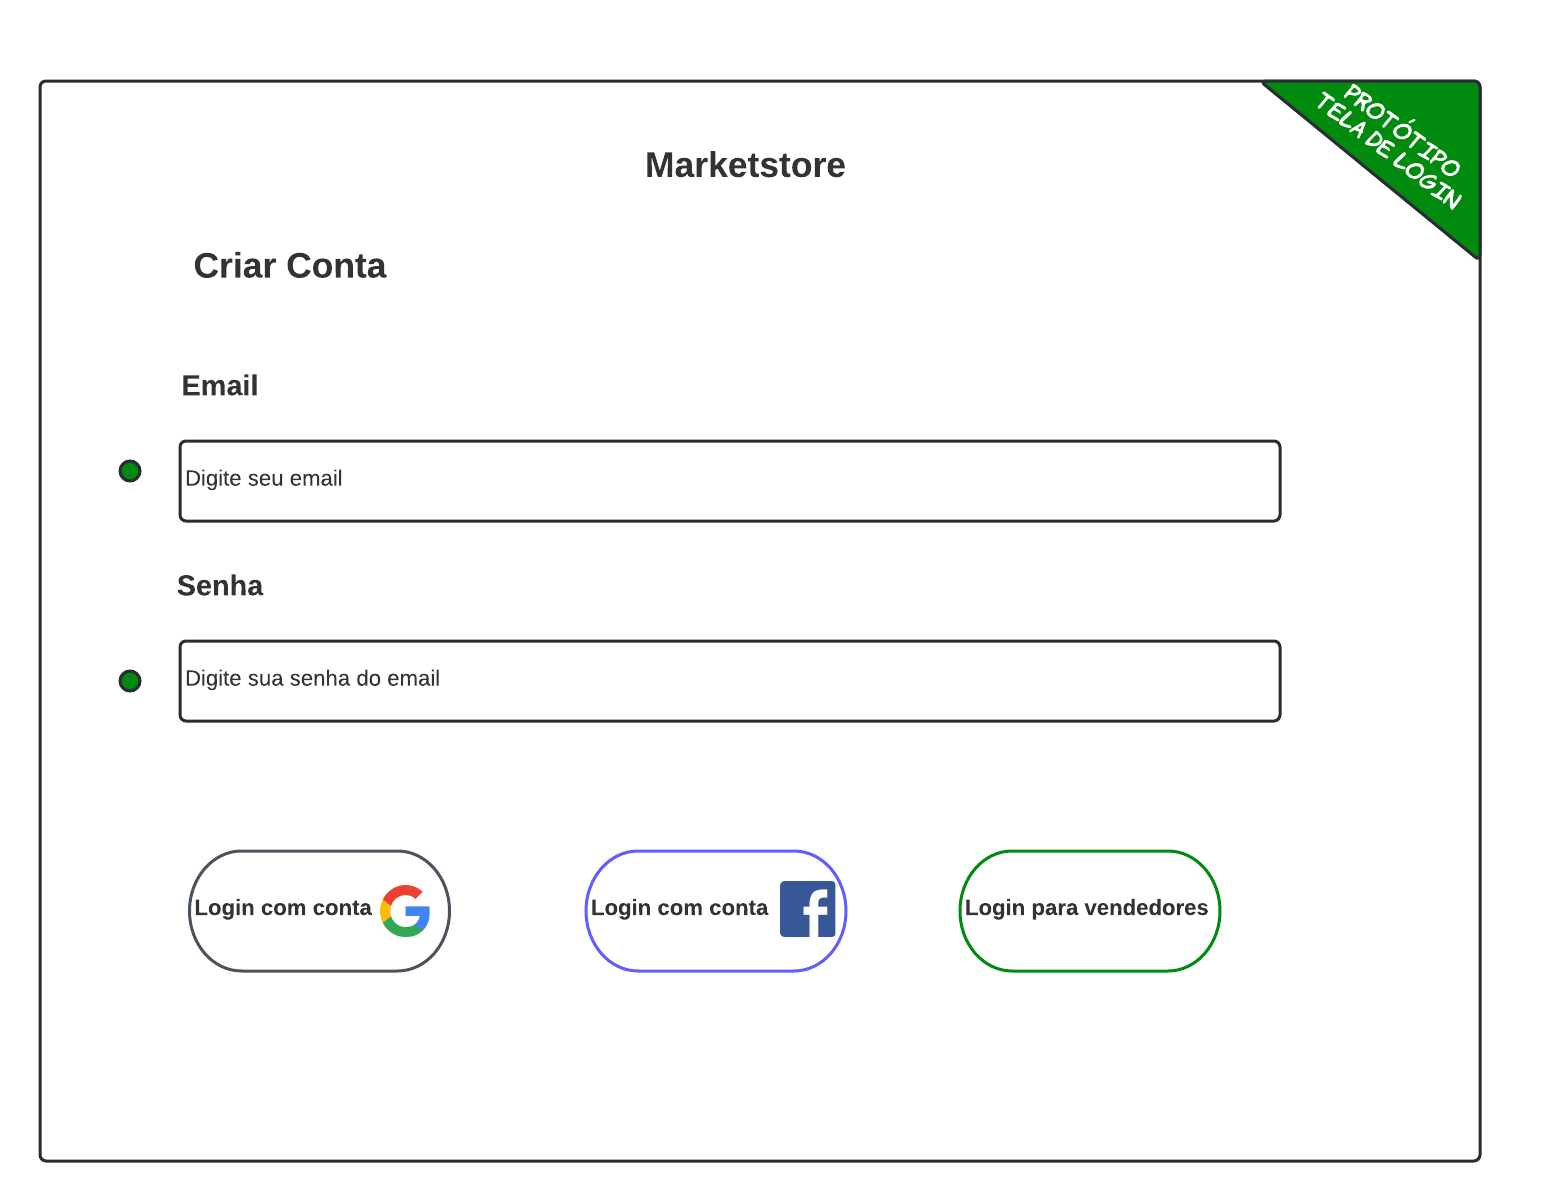 PROTÓTIPO
TELA DE LOGIN
Marketstore
Criar Conta
Email
Digite seu email
Senha
Digite sua senha do email
Login com conta
Login com conta
Login para vendedores